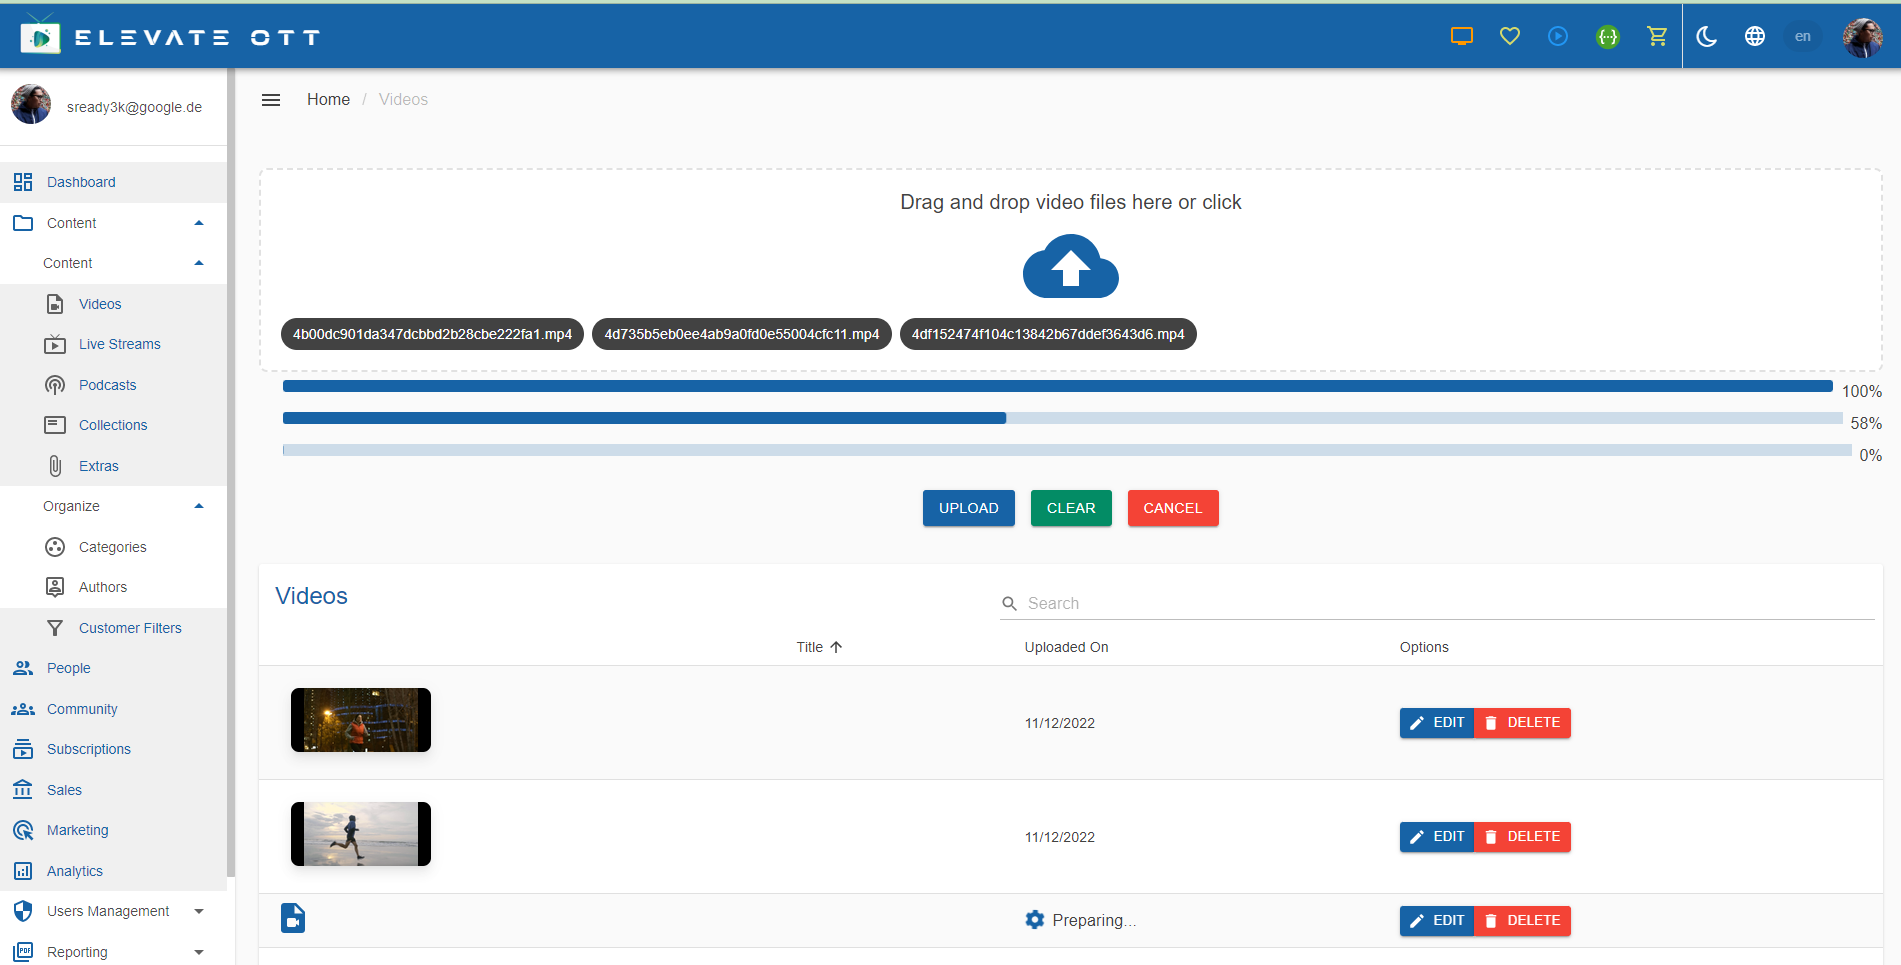 ELEVATE OTT
en
sready3k@google.de
Home / Videos
Dashboard
Content
Content
Videos
Live Streams
Podcasts
Collections
Extras
Organize
Categories
Authors
Customer Filters
People
Community
Subscriptions
Sales
Marketing
Analytics
Users Management
PDF
Reporting
Drag and drop video files here or click
4b00dc901da347dcbbd2b28cbe222fa1.mp4
4d735b5eb0ee4ab9a0fd0e55004cfc11.mp4
4df152474f104c13842b67ddef3643d6.mp4
100%
58%
0%
UPLOAD CLEAR CANCEL
Videos
Search
Title Uploaded On Options
11/12/2022 EDIT DELETE
11/12/2022 EDIT DELETE
Preparing... EDIT DELETE